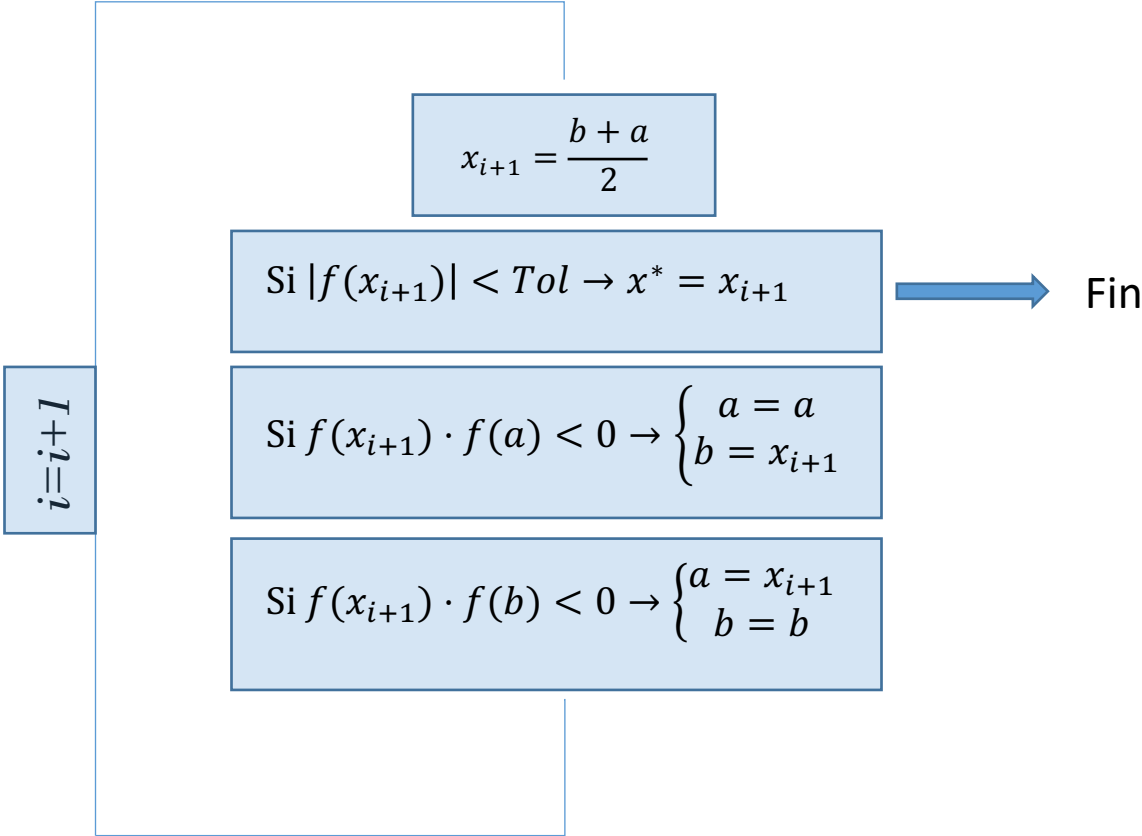 x_{i+1} = \frac{b + a}{2}
Si |f(x_{i+1})| < Tol → x^* = x_{i+1}
Fin
i=i+1
Si f(x_{i+1}) · f(a) < 0 → { a = a
b = x_{i+1}
Si f(x_{i+1}) · f(b) < 0 → { a = x_{i+1}
b = b